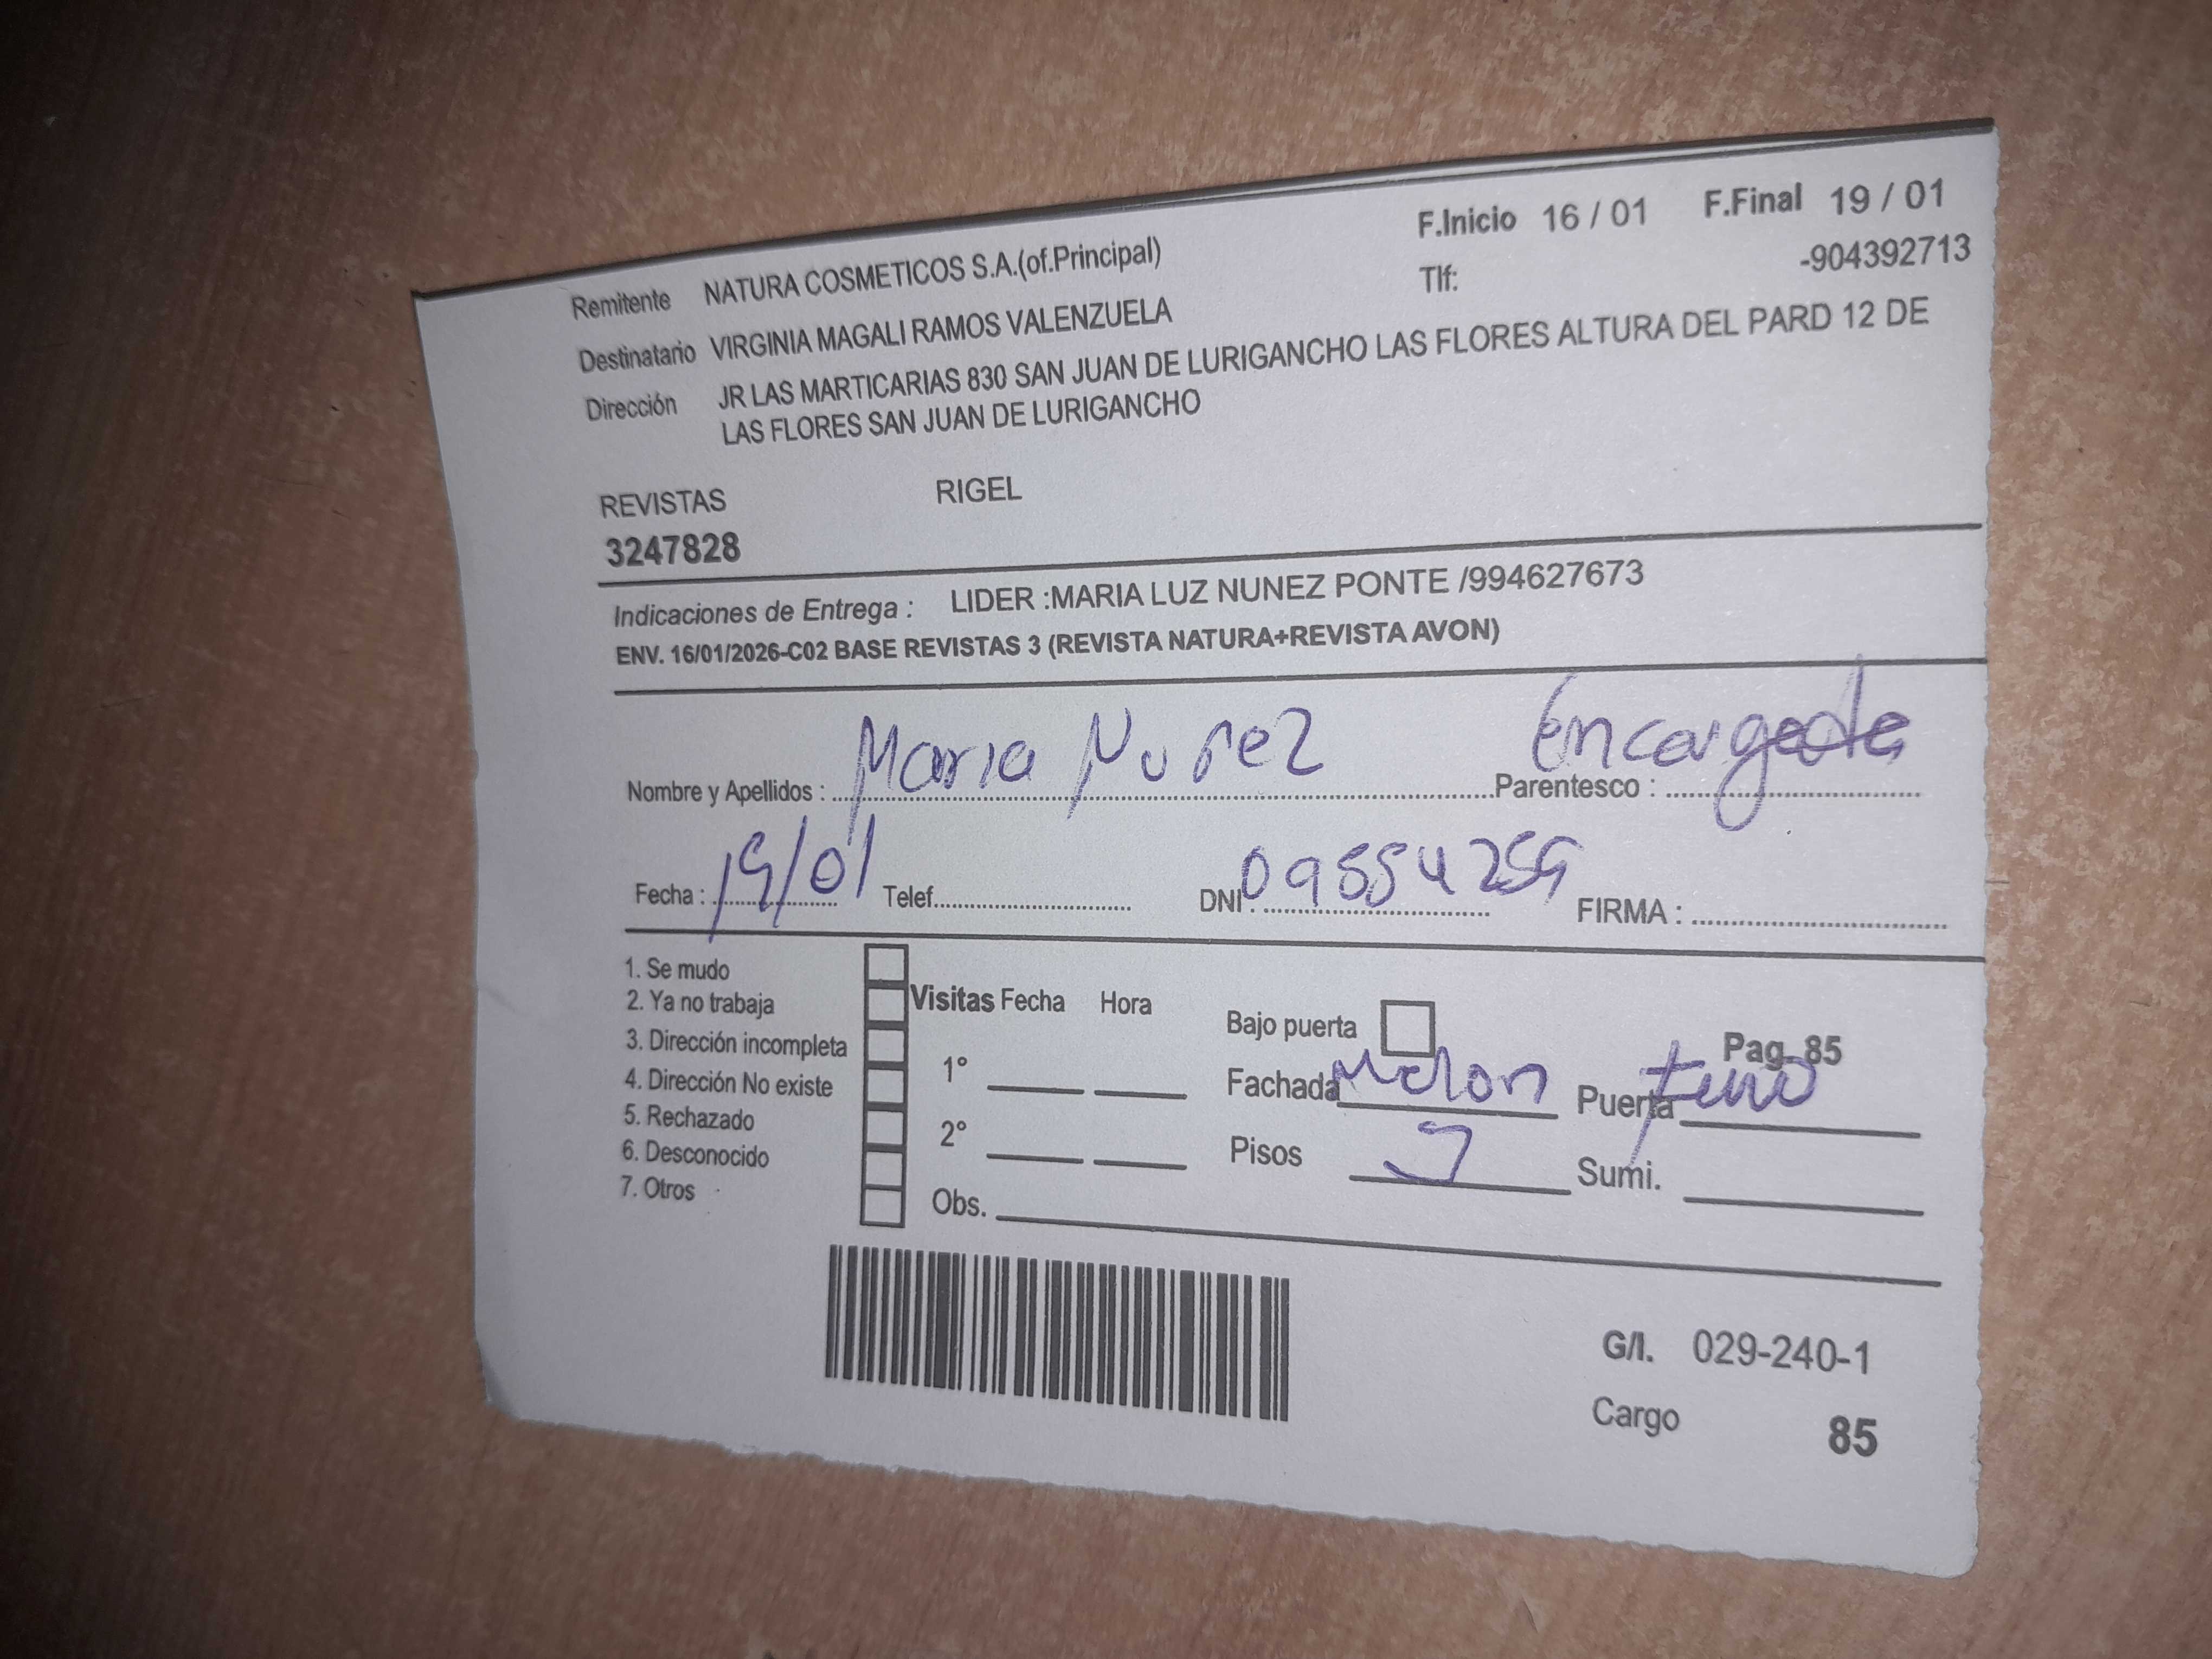 F.Inicio 16 / 01 F.Final 19 / 01
Remitente NATURA COSMETICOS S.A.(of.Principal) Tlf: -904392713
Destinatario VIRGINIA MAGALI RAMOS VALENZUELA
Dirección JR LAS MARTICARIAS 830 SAN JUAN DE LURIGANCHO LAS FLORES ALTURA DEL PARD 12 DE
LAS FLORES SAN JUAN DE LURIGANCHO
REVISTAS RIGEL
3247828
Indicaciones de Entrega : LIDER :MARIA LUZ NUNEZ PONTE /994627673
ENV. 16/01/2026-C02 BASE REVISTAS 3 (REVISTA NATURA+REVISTA AVON)
Nombre y Apellidos : Maria Nuñez Parentesco : Encargada
Fecha : 19/01 Telef. DNI : 09554259 FIRMA :
1. Se mudo
2. Ya no trabaja
3. Dirección incompleta
4. Dirección No existe
5. Rechazado
6. Desconocido
7. Otros
Visitas Fecha Hora
1°
2°
Obs.
Bajo puerta Pag. 85
Fachada Melon Puerta
Pisos Sumi.
G/I. 029-240-1
Cargo 85